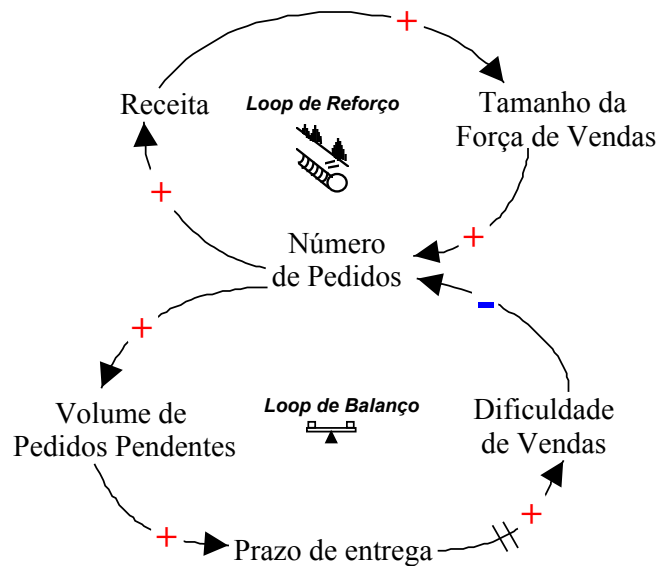 +
Receita
Loop de Reforço
Tamanho da
Força de Vendas
+
+
Número
de Pedidos
+
-
Volume de
Pedidos Pendentes
Loop de Balanço
Dificuldade
de Vendas
+
+
Prazo de entrega